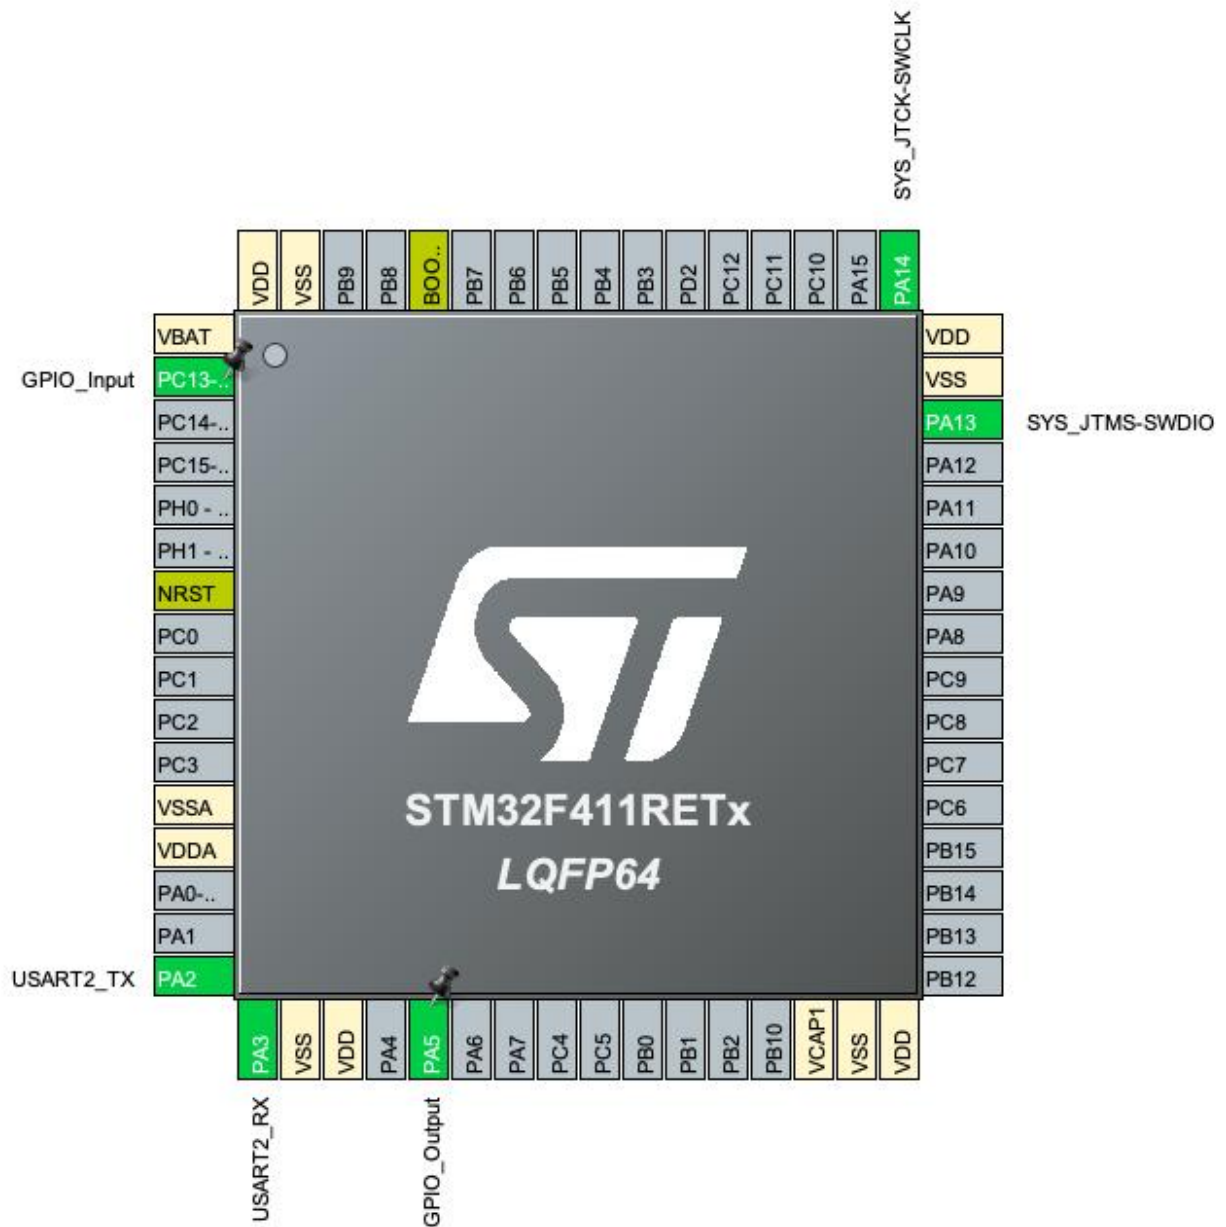 SYS_JTCK-SWCLK
VDD
VSS
PB9
PB8
BOO..
PB7
PB6
PB5
PB4
PB3
PD2
PC12
PC11
PC10
PA15
PA14
VBAT
GPIO_Input
PC13-..
PC14-..
PC15-..
PH0 - ..
PH1 - ..
NRST
PC0
PC1
PC2
PC3
VSSA
VDDA
PA0-..
PA1
USART2_TX
PA2
STM32F411RETx
LQFP64
VDD
VSS
PA13
SYS_JTMS-SWDIO
PA12
PA11
PA10
PA9
PA8
PC9
PC8
PC7
PC6
PB15
PB14
PB13
PB12
PA3
VSS
VDD
PA4
PA5
PA6
PA7
PC4
PC5
PB0
PB1
PB2
PB10
VCAP1
VSS
VDD
USART2_RX
GPIO_Output